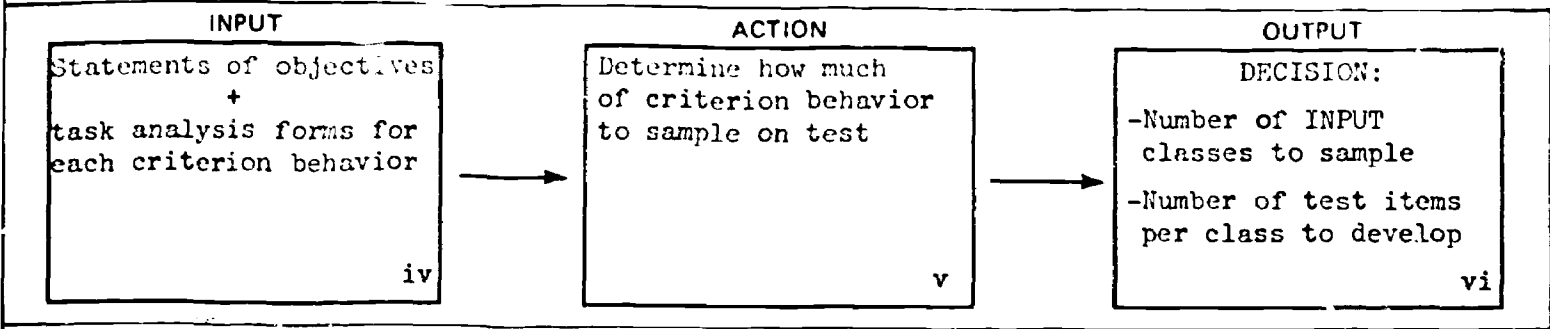 INPUT
Statements of objectives
+
task analysis forms for
each criterion behavior
iv
ACTION
Determine how much
of criterion behavior
to sample on test
v
OUTPUT
DECISION:
-Number of INPUT
classes to sample
-Number of test items
per class to develop
vi